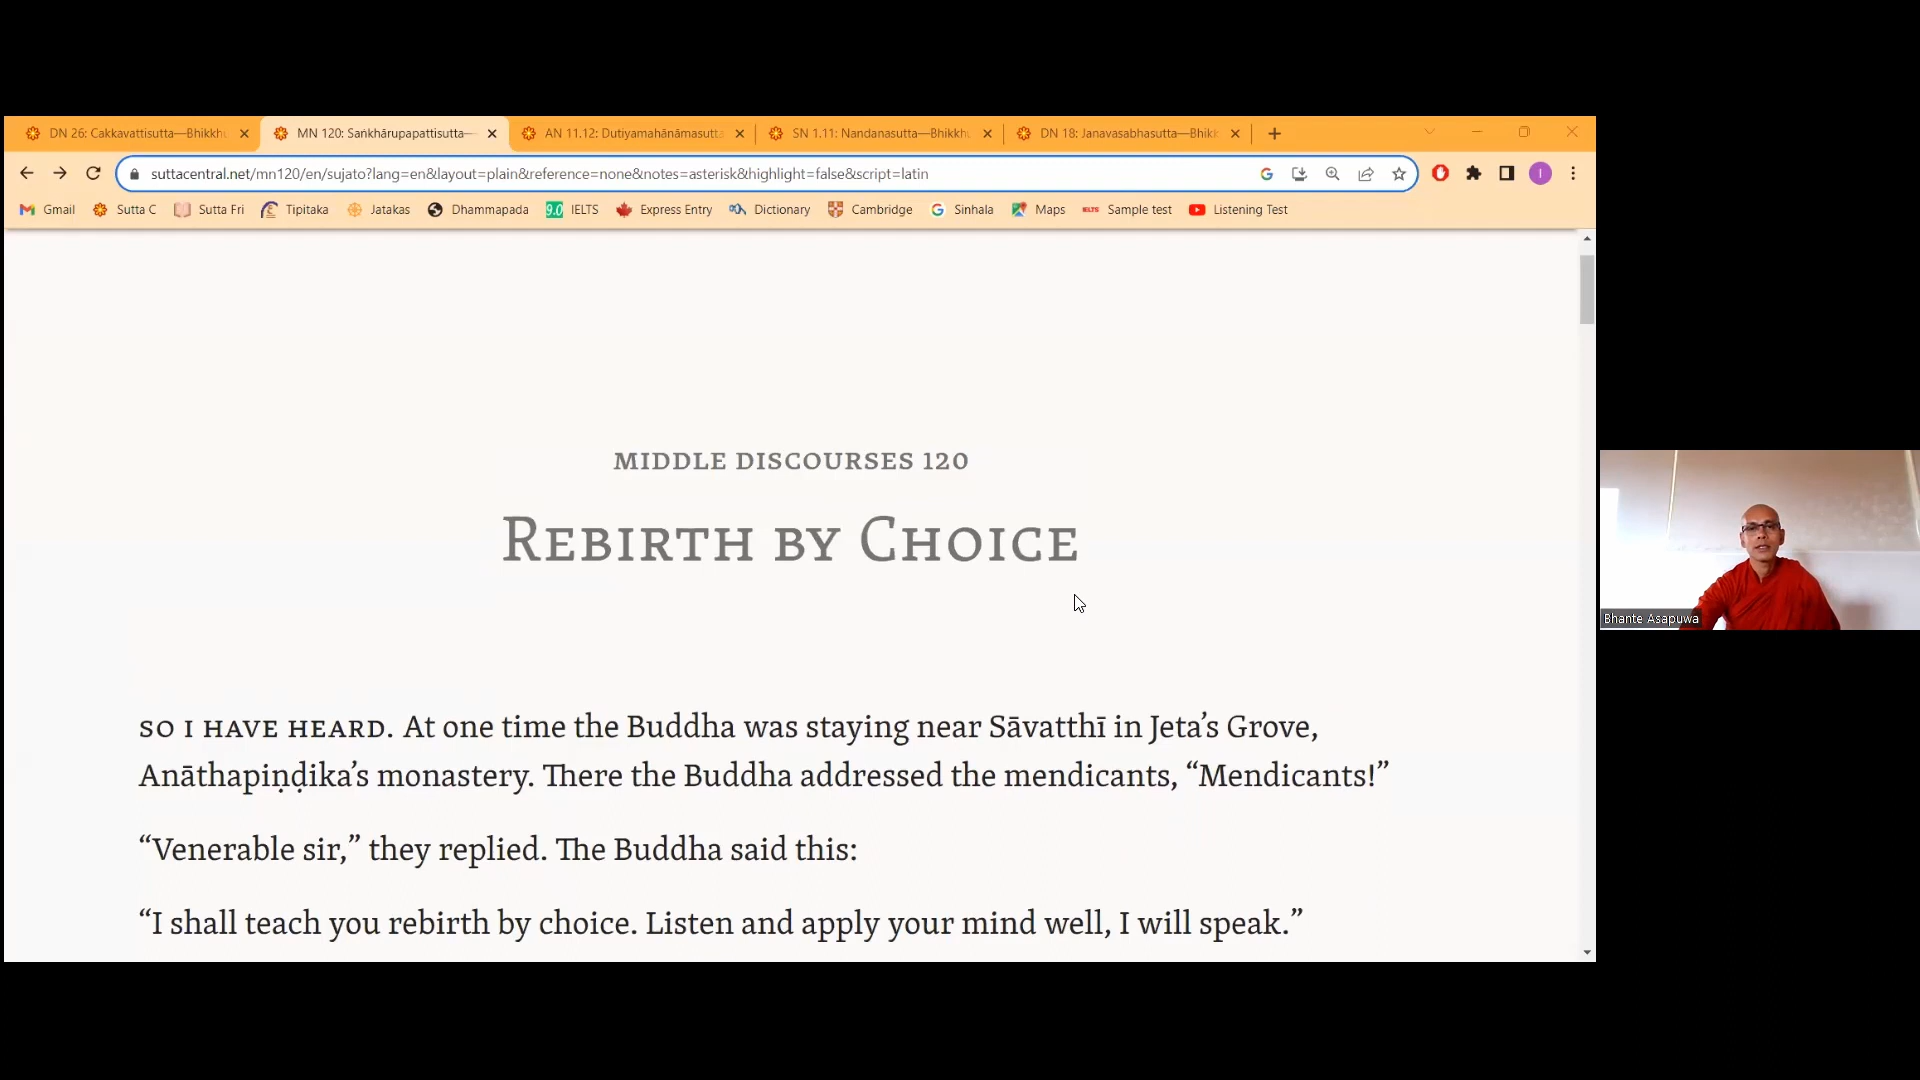 DN 26: Cakkavattisutta—Bhikkh
MN 120: Saṅkhārupapattisutta—
AN 11.12: Dutiyamahānāmasutta
SN 1.11: Nandanasutta—Bhikkhu
DN 18: Janavasabhasutta—Bhikk
suttacentral.net/mn120/en/sujato?lang=en&layout=plain&reference=none&notes=asterisk&highlight=false&script=latin
I
Gmail Sutta C Sutta Fri Tipitaka Jatakas Dhammapada 9.0 IELTS Express Entry Dictionary Cambridge Sinhala Maps IELTS Sample test Listening Test
MIDDLE DISCOURSES 120
REBIRTH BY CHOICE
SO I HAVE HEARD. At one time the Buddha was staying near Sāvatthī in Jeta’s Grove,
Anāthapiṇḍika’s monastery. There the Buddha addressed the mendicants, “Mendicants!”
“Venerable sir,” they replied. The Buddha said this:
“I shall teach you rebirth by choice. Listen and apply your mind well, I will speak.”
Bhante Asapuwa